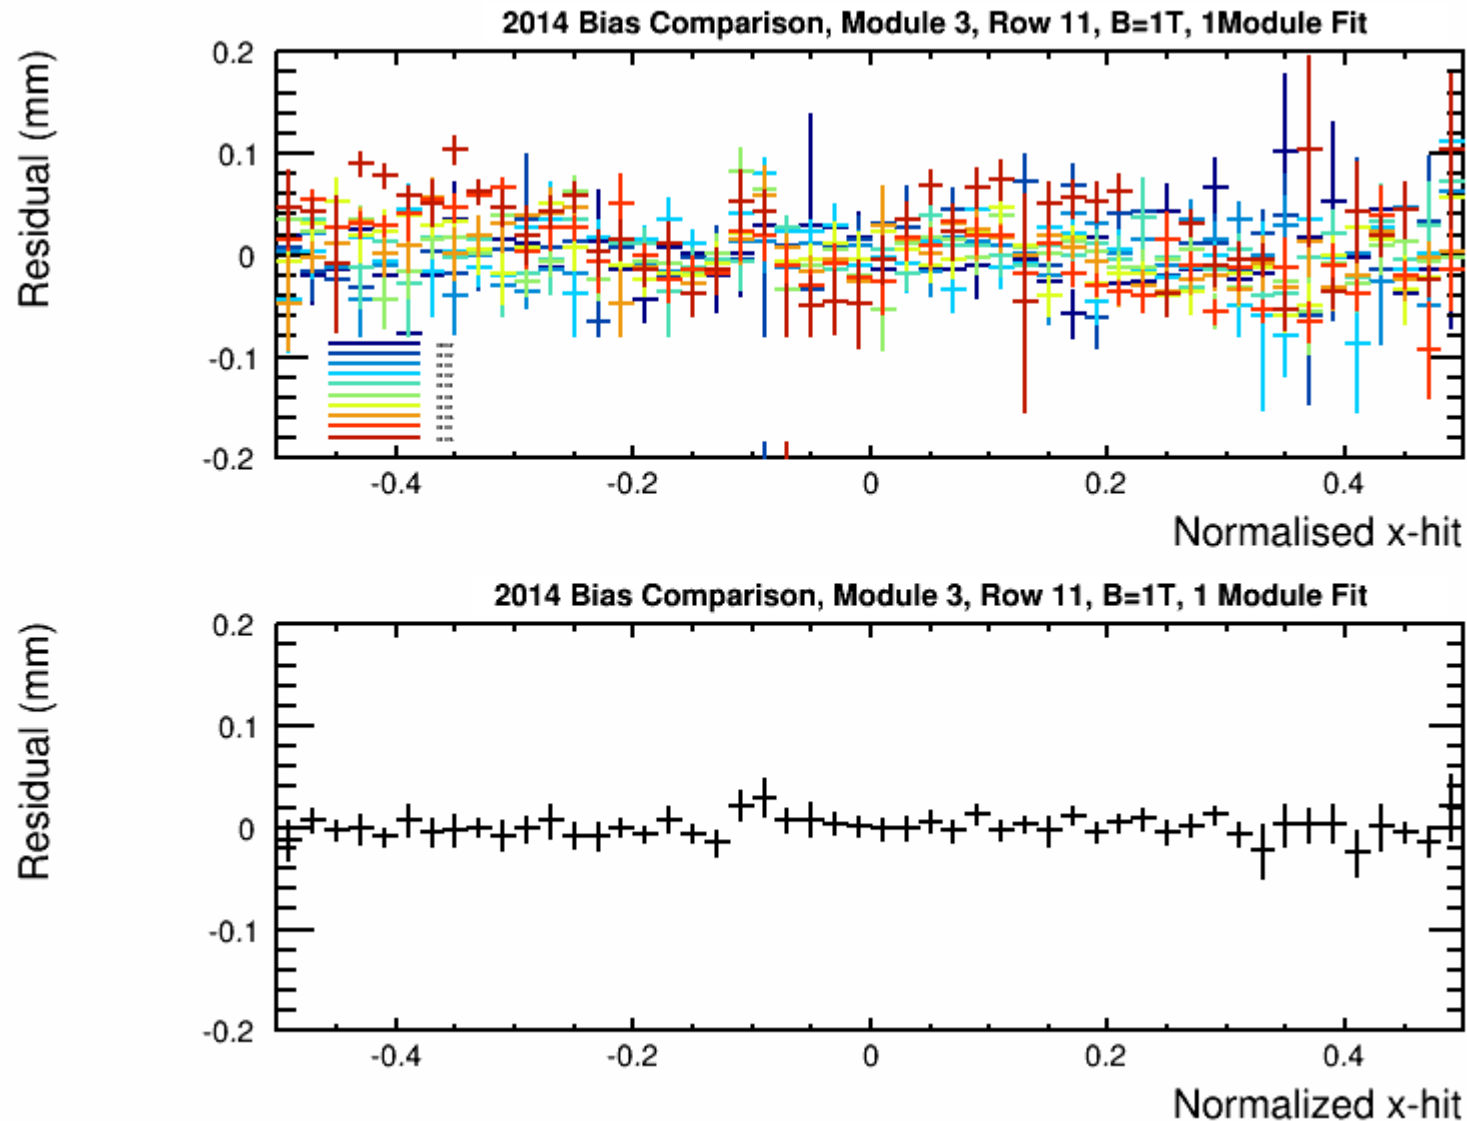 2014 Bias Comparison, Module 3, Row 11, B=1T, 1Module Fit
Residual (mm)
0.2
0.1
0
-0.1
-0.2
-0.4 -0.2 0 0.2 0.4
Normalised x-hit
2014 Bias Comparison, Module 3, Row 11, B=1T, 1 Module Fit
Residual (mm)
0.2
0.1
0
-0.1
-0.2
-0.4 -0.2 0 0.2 0.4
Normalized x-hit